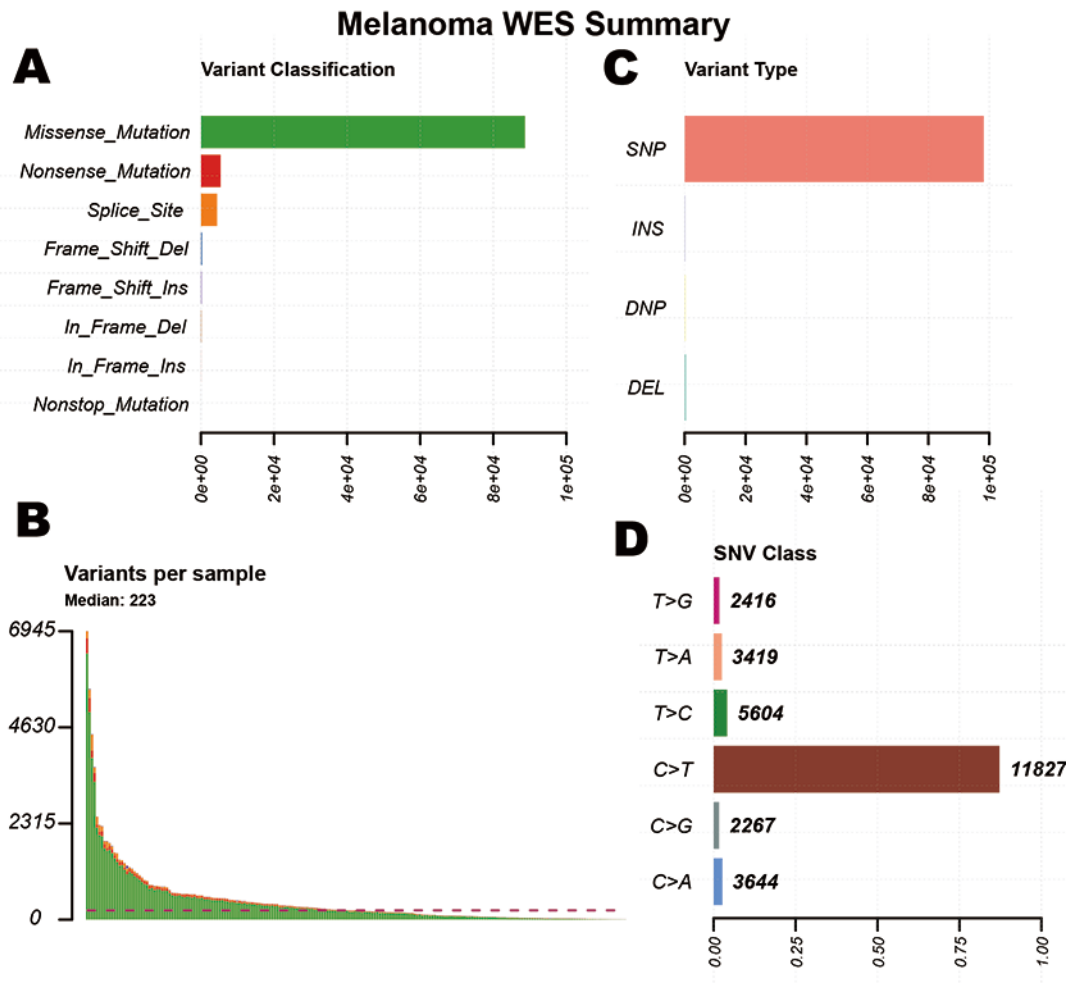 Melanoma WES Summary
A
Variant Classification
Missense_Mutation
Nonsense_Mutation
Splice_Site
Frame_Shift_Del
Frame_Shift_Ins
In_Frame_Del
In_Frame_Ins
Nonstop_Mutation
0e+00
2e+04
4e+04
6e+04
8e+04
1e+05
C
Variant Type
SNP
INS
DNP
DEL
0e+00
2e+04
4e+04
6e+04
8e+04
1e+05
B
Variants per sample
Median: 223
6945
4630
2315
0
D
SNV Class
T>G 2416
T>A 3419
T>C 5604
C>T 11827
C>G 2267
C>A 3644
0.00
0.25
0.50
0.75
1.00